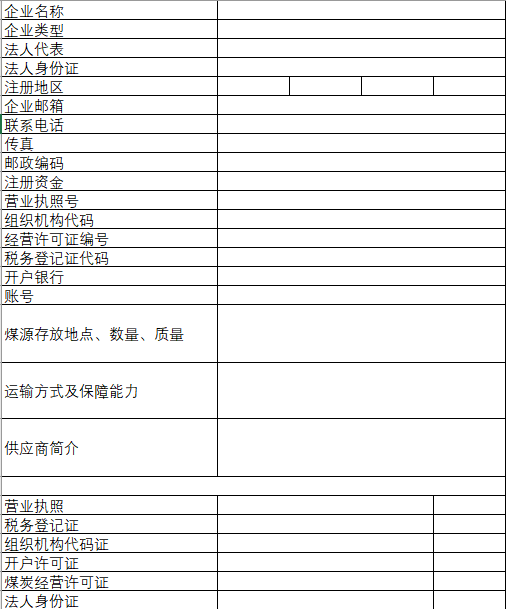 企业名称
企业类型
法人代表
法人身份证
注册地区
企业邮箱
联系电话
传真
邮政编码
注册资金
营业执照号
组织机构代码
经营许可证编号
税务登记证代码
开户银行
账号
煤源存放地点、数量、质量
运输方式及保障能力
供应商简介
营业执照
税务登记证
组织机构代码证
开户许可证
煤炭经营许可证
法人身份证